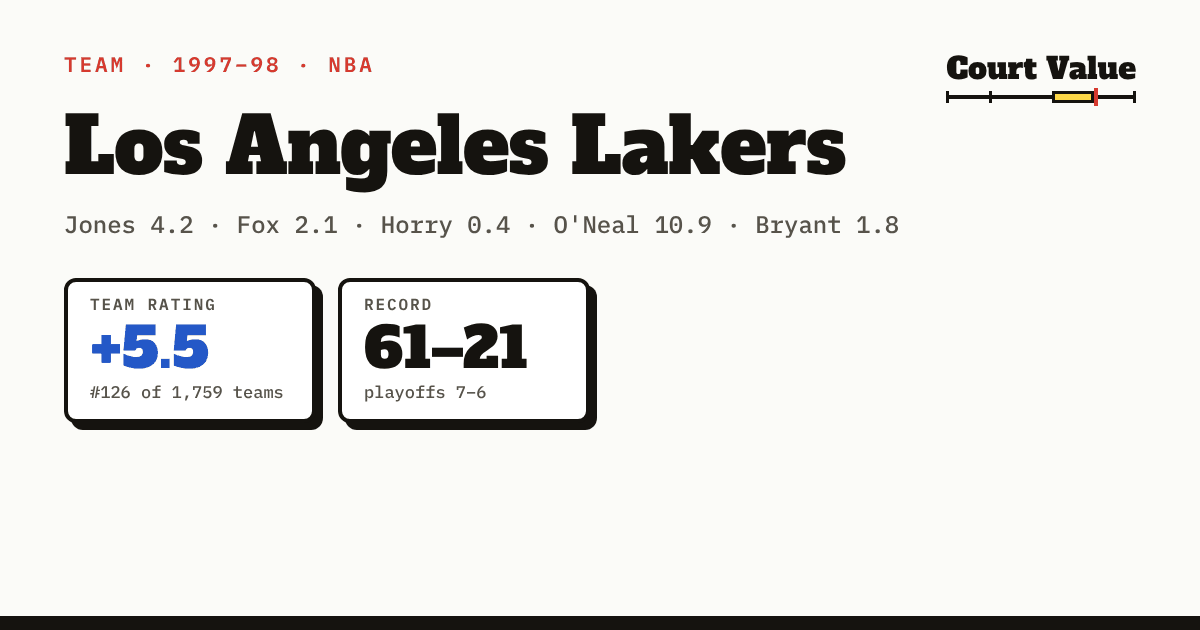 TEAM · 1997–98 · NBA
Court Value
Los Angeles Lakers
Jones 4.2 · Fox 2.1 · Horry 0.4 · O'Neal 10.9 · Bryant 1.8
TEAM RATING
+5.5
#126 of 1,759 teams
RECORD
61–21
playoffs 7–6